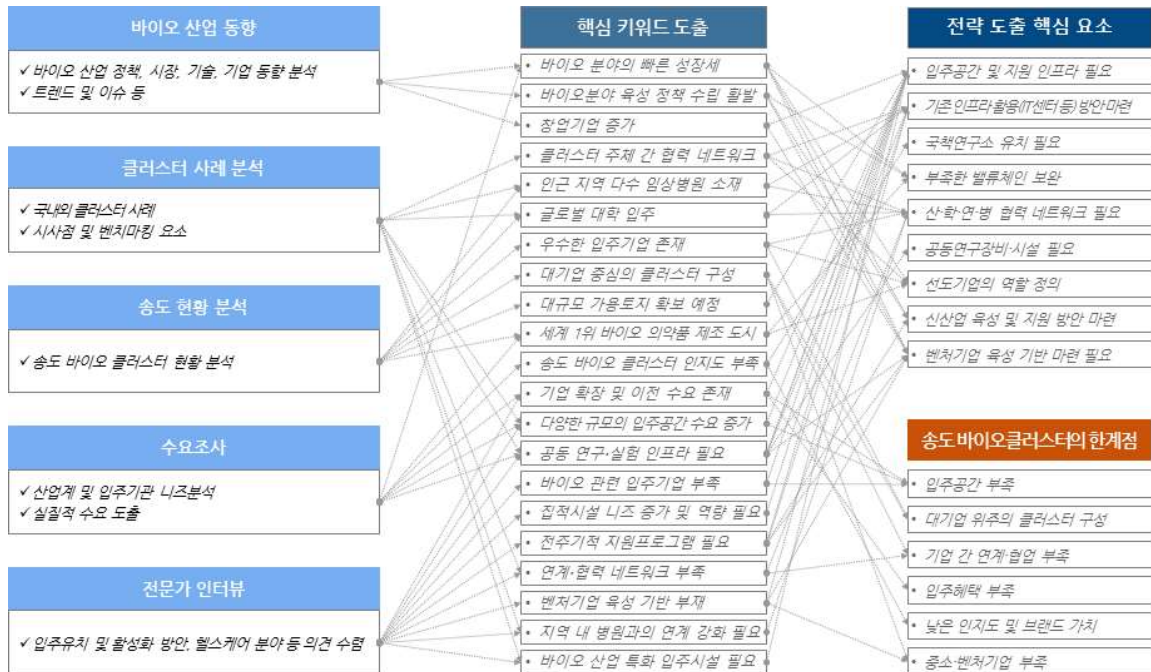 바이오 산업 동향
✓ 바이오 산업 정책, 시장, 기술, 기업 동향 분석
✓ 트렌드 및 이슈 등
클러스터 사례 분석
✓ 국내외 클러스터 사례
✓ 시사점 및 벤치마킹 요소
송도 현황 분석
✓ 송도 바이오 클러스터 현황 분석
수요조사
✓ 산업계 및 입주기관 니즈분석
✓ 실질적 수요 도출
전문가 인터뷰
✓ 입주유치 및 활성화 방안, 헬스케어 분야 등 의견 수렴
핵심 키워드 도출
• 바이오 분야의 빠른 성장세
• 바이오분야 육성 정책 수립 활발
• 창업기업 증가
• 클러스터 주체 간 협력 네트워크
• 인근 지역 다수 임상병원 소재
• 글로벌 대학 입주
• 우수한 입주기업 존재
• 대기업 중심의 클러스터 구성
• 대규모 가용토지 확보 예정
• 세계 1위 바이오 의약품 제조 도시
• 송도 바이오 클러스터 인지도 부족
• 기업 확장 및 이전 수요 존재
• 다양한 규모의 입주공간 수요 증가
• 공동 연구·실험 인프라 필요
• 바이오 관련 입주기업 부족
• 집적시설 니즈 증가 및 역량 필요
• 전주기적 지원프로그램 필요
• 연계·협력 네트워크 부족
• 벤처기업 육성 기반 부재
• 지역 내 병원과의 연계 강화 필요
• 바이오 산업 특화 입주시설 필요
전략 도출 핵심 요소
• 입주공간 및 지원 인프라 필요
• 기존 인프라 활용(IT센터 등) 방안 마련
• 국책연구소 유치 필요
• 부족한 밸류체인 보완
• 산·학·연·병 협력 네트워크 필요
• 공동연구장비·시설 필요
• 선도기업의 역할 정의
• 신산업 육성 및 지원 방안 마련
• 벤처기업 육성 기반 마련 필요
송도 바이오클러스터의 한계점
• 입주공간 부족
• 대기업 위주의 클러스터 구성
• 기업 간 연계·협업 부족
• 입주혜택 부족
• 낮은 인지도 및 브랜드 가치
• 중소·벤처기업 부족